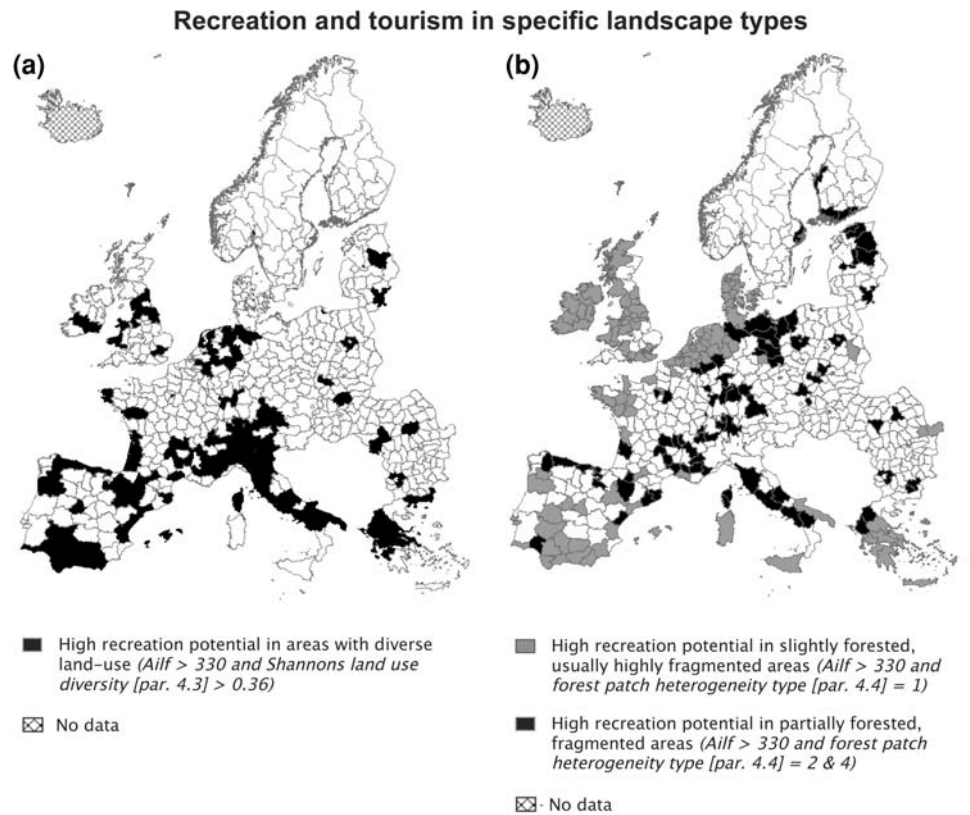 Recreation and tourism in specific landscape types
(a)
(b)
High recreation potential in areas with diverse
land-use (Ailf > 330 and Shannons land use
diversity [par. 4.3] > 0.36)
No data
High recreation potential in slightly forested,
usually highly fragmented areas (Ailf > 330 and
forest patch heterogeneity type [par. 4.4] = 1)
High recreation potential in partially forested,
fragmented areas (Ailf > 330 and forest patch
heterogeneity type [par. 4.4] = 2 & 4)
- No data